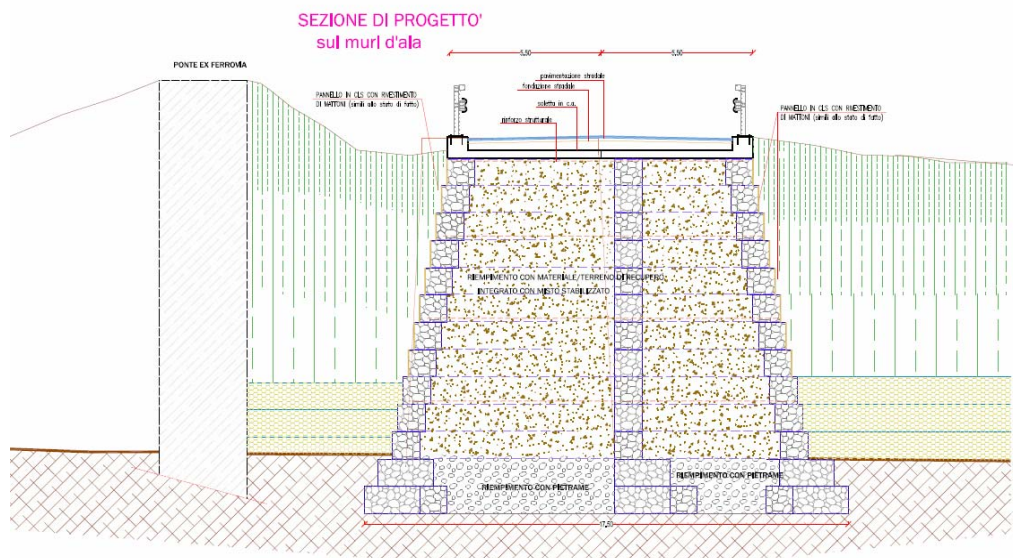 SEZIONE DI PROGETTO'
sul muri d'ala
PONTE EX FERROVIA
5,50
5,50
pavimentazione stradale
fondazione stradale
soletta in c.a.
rinforzo strutturale
PANNELLO IN CLS CON RIVESTIMENTO
DI MATTONI (simili allo stato di fatto)
PANNELLO IN CLS CON RIVESTIMENTO
DI MATTONI (simili allo stato di fatto)
RIEMPIMENTO CON MATERIALE/TERRENO DI RECUPERO
INTEGRATO CON MISTO STABILIZZATO
RIEMPIMENTO CON PIETRAME
RIEMPIMENTO CON PIETRAME